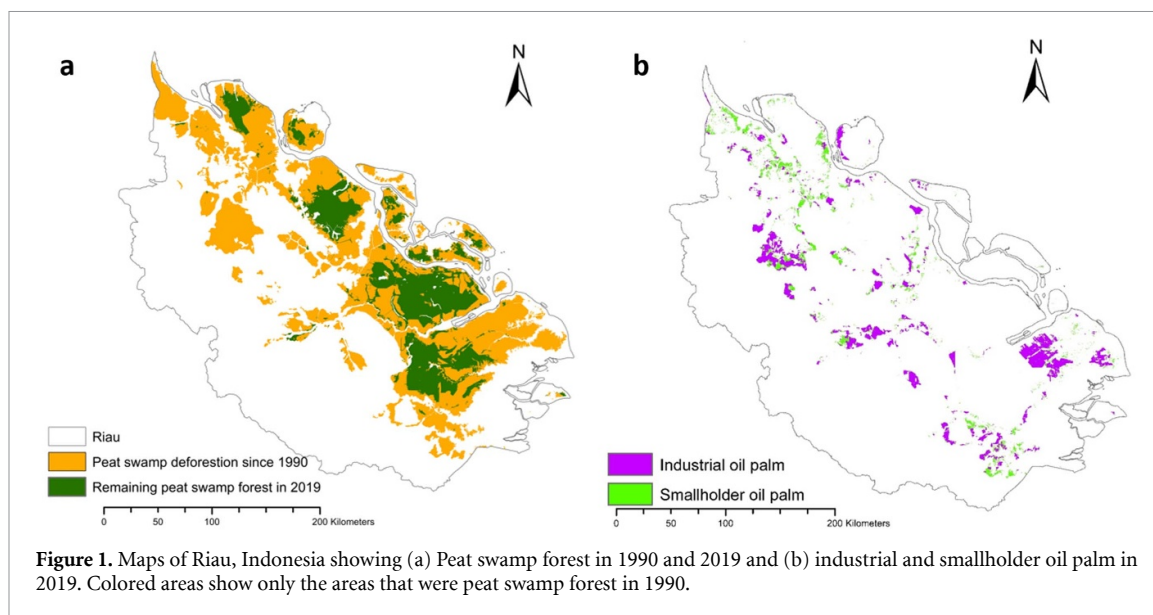 a
N
Riau
Peat swamp deforestion since 1990
Remaining peat swamp forest in 2019
0 50 100 200 Kilometers
b
N
Industrial oil palm
Smallholder oil palm
0 50 100 200 Kilometers
Figure 1. Maps of Riau, Indonesia showing (a) Peat swamp forest in 1990 and 2019 and (b) industrial and smallholder oil palm in
2019. Colored areas show only the areas that were peat swamp forest in 1990.